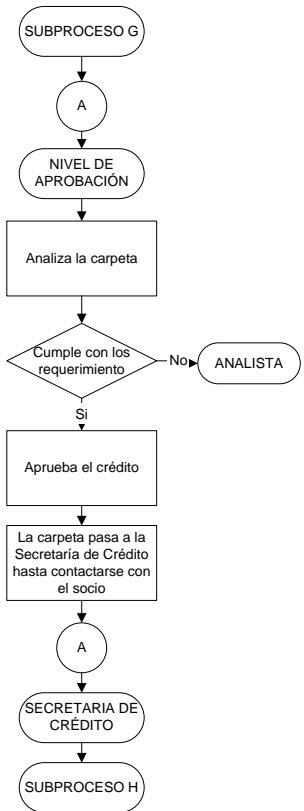 SUBPROCESO G
A
NIVEL DE
APROBACIÓN
Analiza la carpeta
Cumple con los
requerimiento
No
ANALISTA
Si
Aprueba el crédito
La carpeta pasa a la
Secretaría de Crédito
hasta contactarse con
el socio
A
SECRETARIA DE
CRÉDITO
SUBPROCESO H